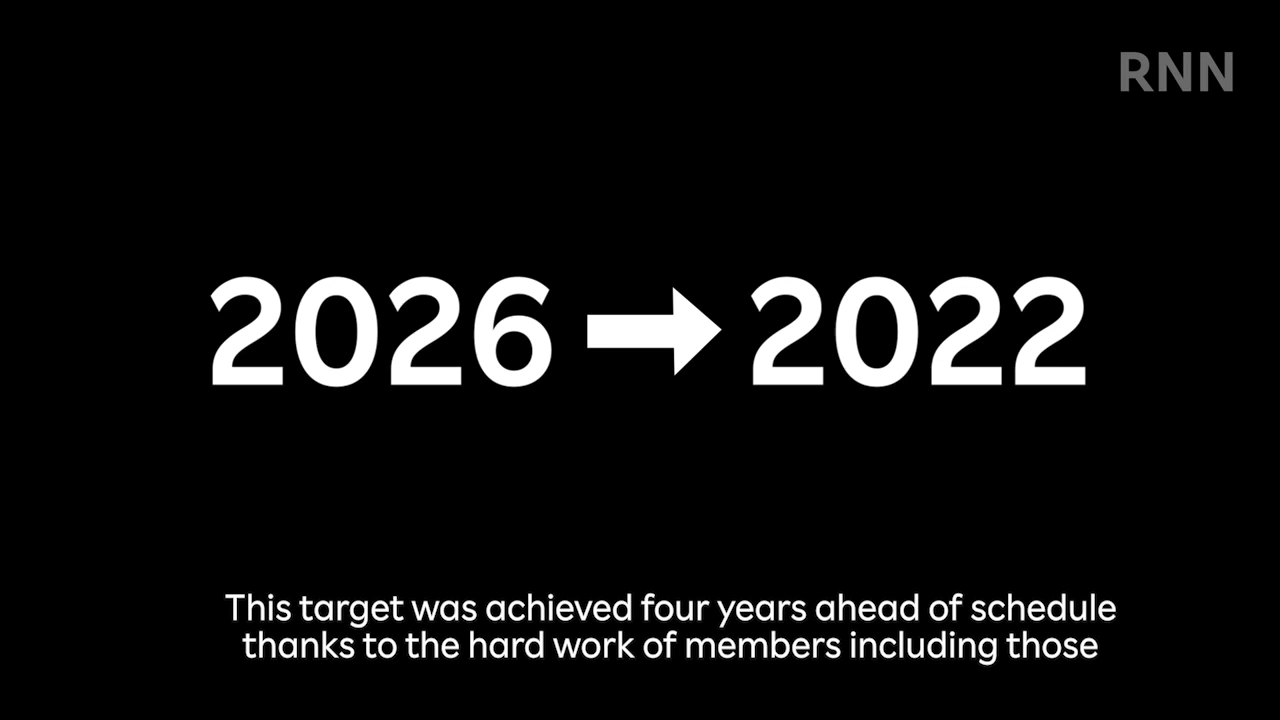 RNN
2026 ➡ 2022
This target was achieved four years ahead of schedule
thanks to the hard work of members including those